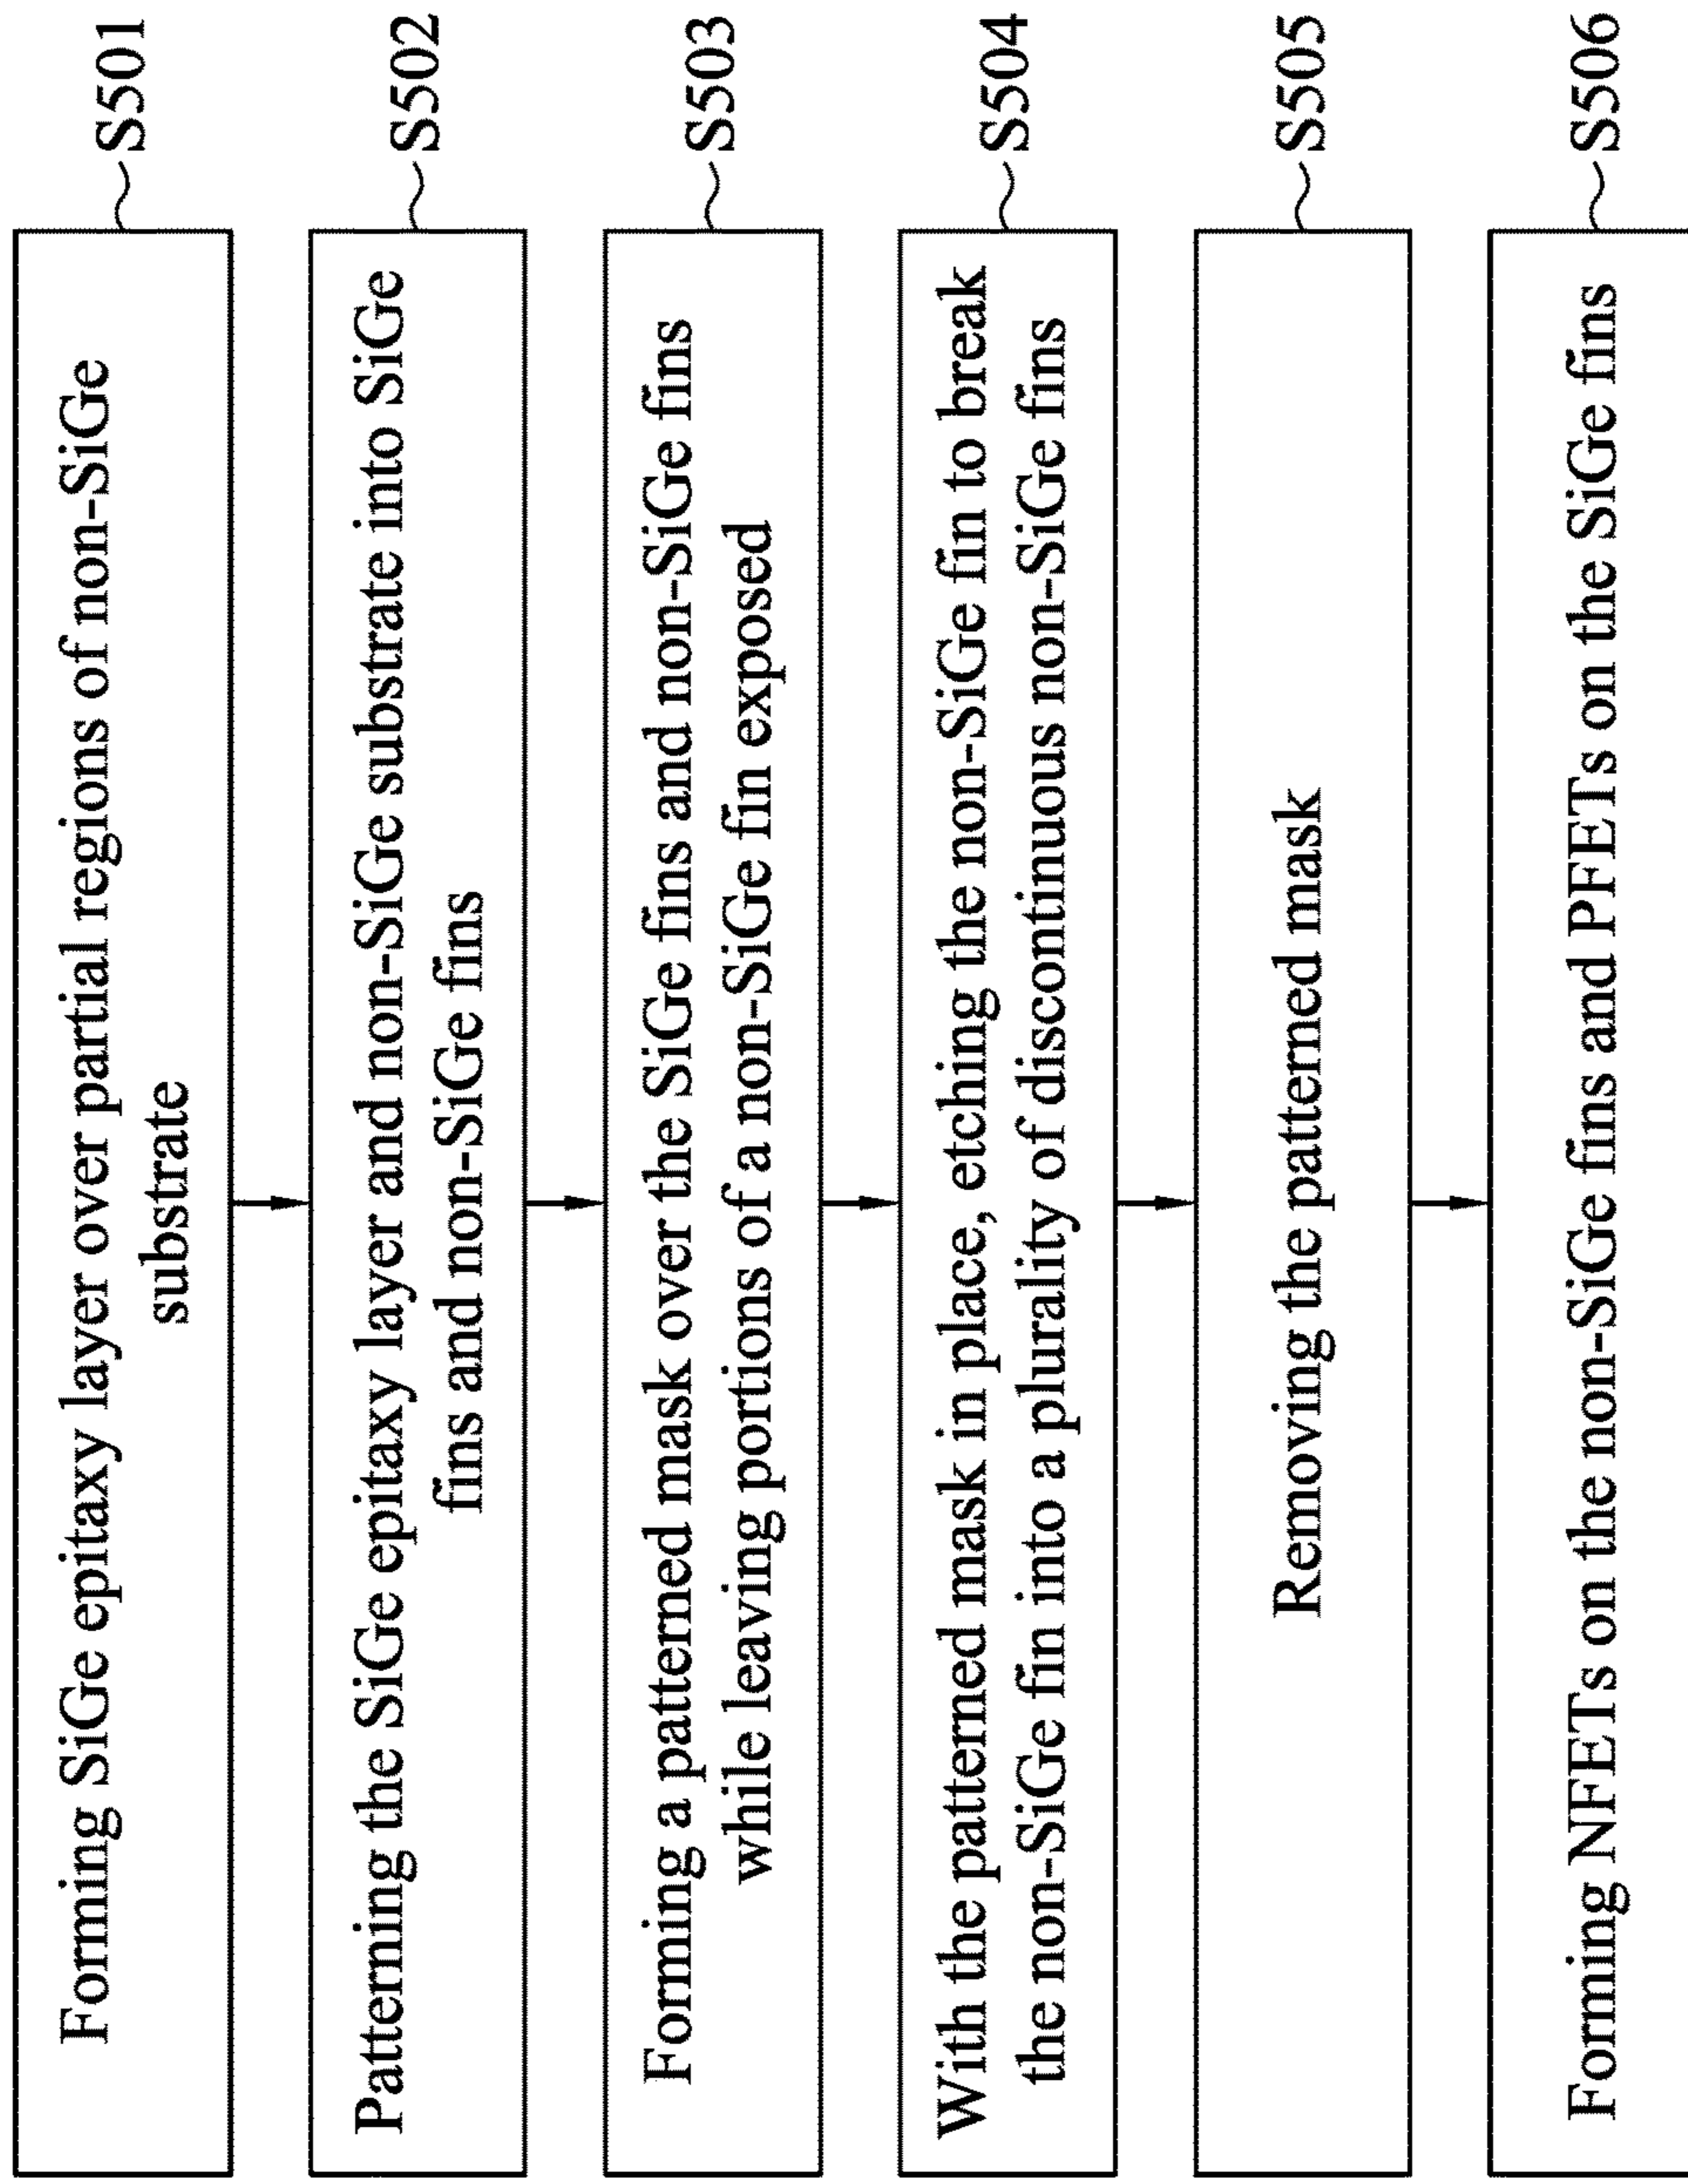 Forming SiGe epitaxy layer over partial regions of non-SiGe
substrate
S501
Patterning the SiGe epitaxy layer and non-SiGe substrate into SiGe
fins and non-SiGe fins
S502
Forming a patterned mask over the SiGe fins and non-SiGe fins
while leaving portions of a non-SiGe fin exposed
S503
With the patterned mask in place, etching the non-SiGe fin to break
the non-SiGe fin into a plurality of discontinuous non-SiGe fins
S504
Removing the patterned mask
S505
Forming NFETs on the non-SiGe fins and PFETs on the SiGe fins
S506